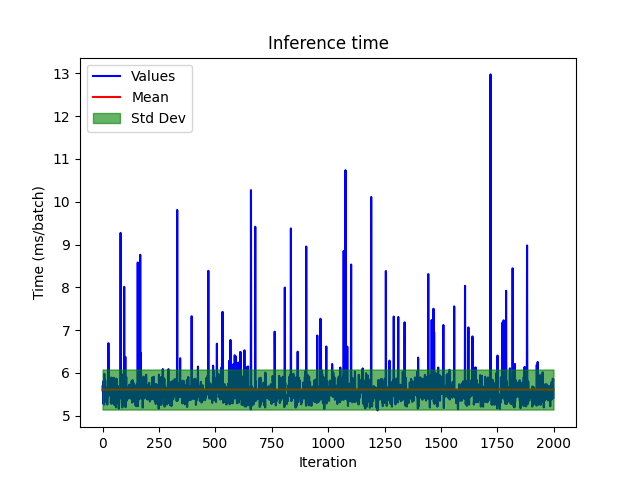 Inference time
Values
Mean
Std Dev
Time (ms/batch)
13
12
11
10
9
8
7
6
5
0 250 500 750 1000 1250 1500 1750 2000
Iteration